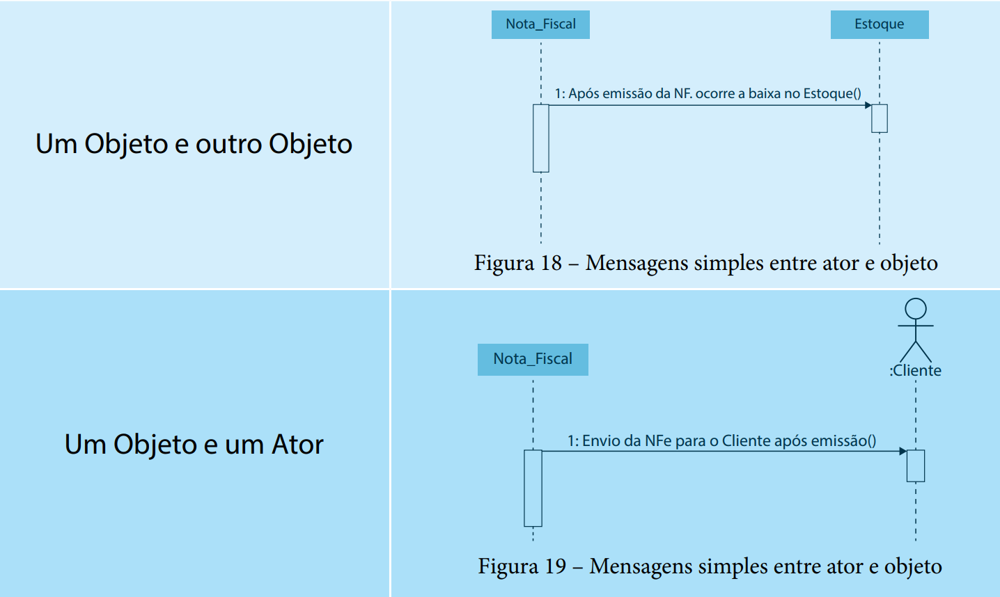 Nota_Fiscal
Estoque
1: Após emissão da NF. ocorre a baixa no Estoque()
Um Objeto e outro Objeto
Figura 18 – Mensagens simples entre ator e objeto
Nota_Fiscal
:Cliente
1: Envio da NFe para o Cliente após emissão()
Um Objeto e um Ator
Figura 19 – Mensagens simples entre ator e objeto